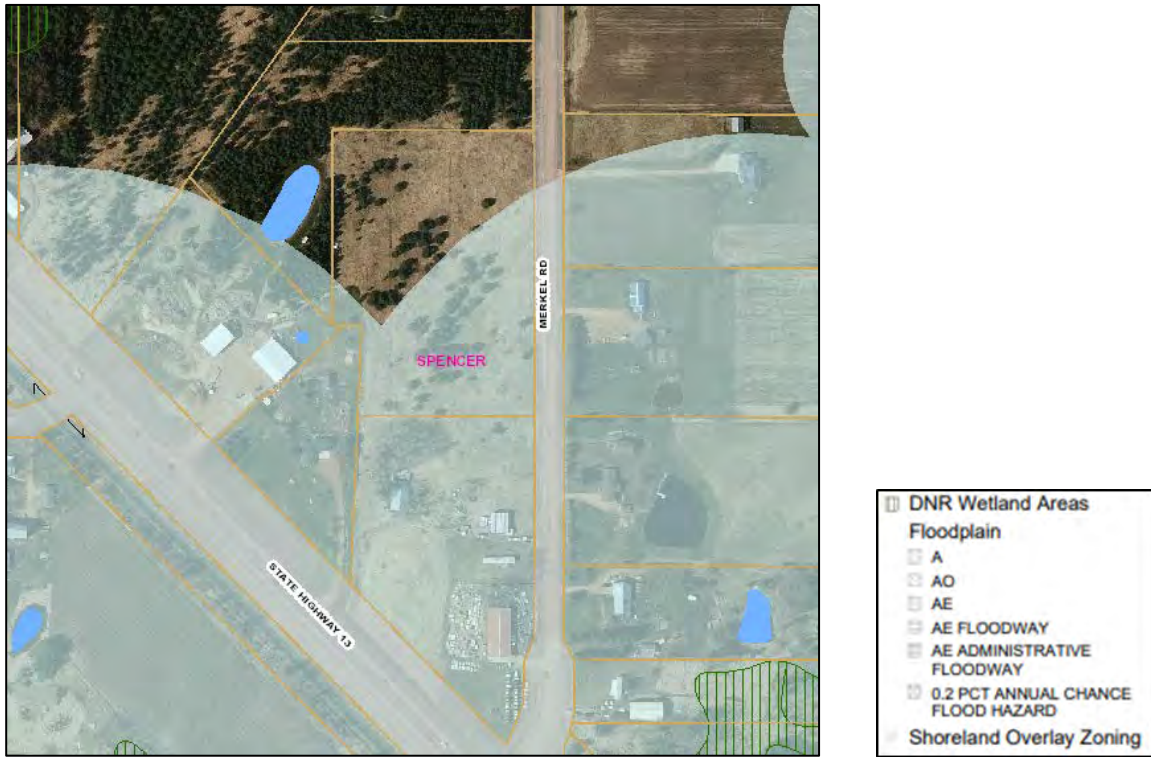 MERKEL RD
SPENCER
STATE HIGHWAY 13
DNR Wetland Areas
Floodplain
A
AO
AE
AE FLOODWAY
AE ADMINISTRATIVE
FLOODWAY
0.2 PCT ANNUAL CHANCE
FLOOD HAZARD
Shoreland Overlay Zoning